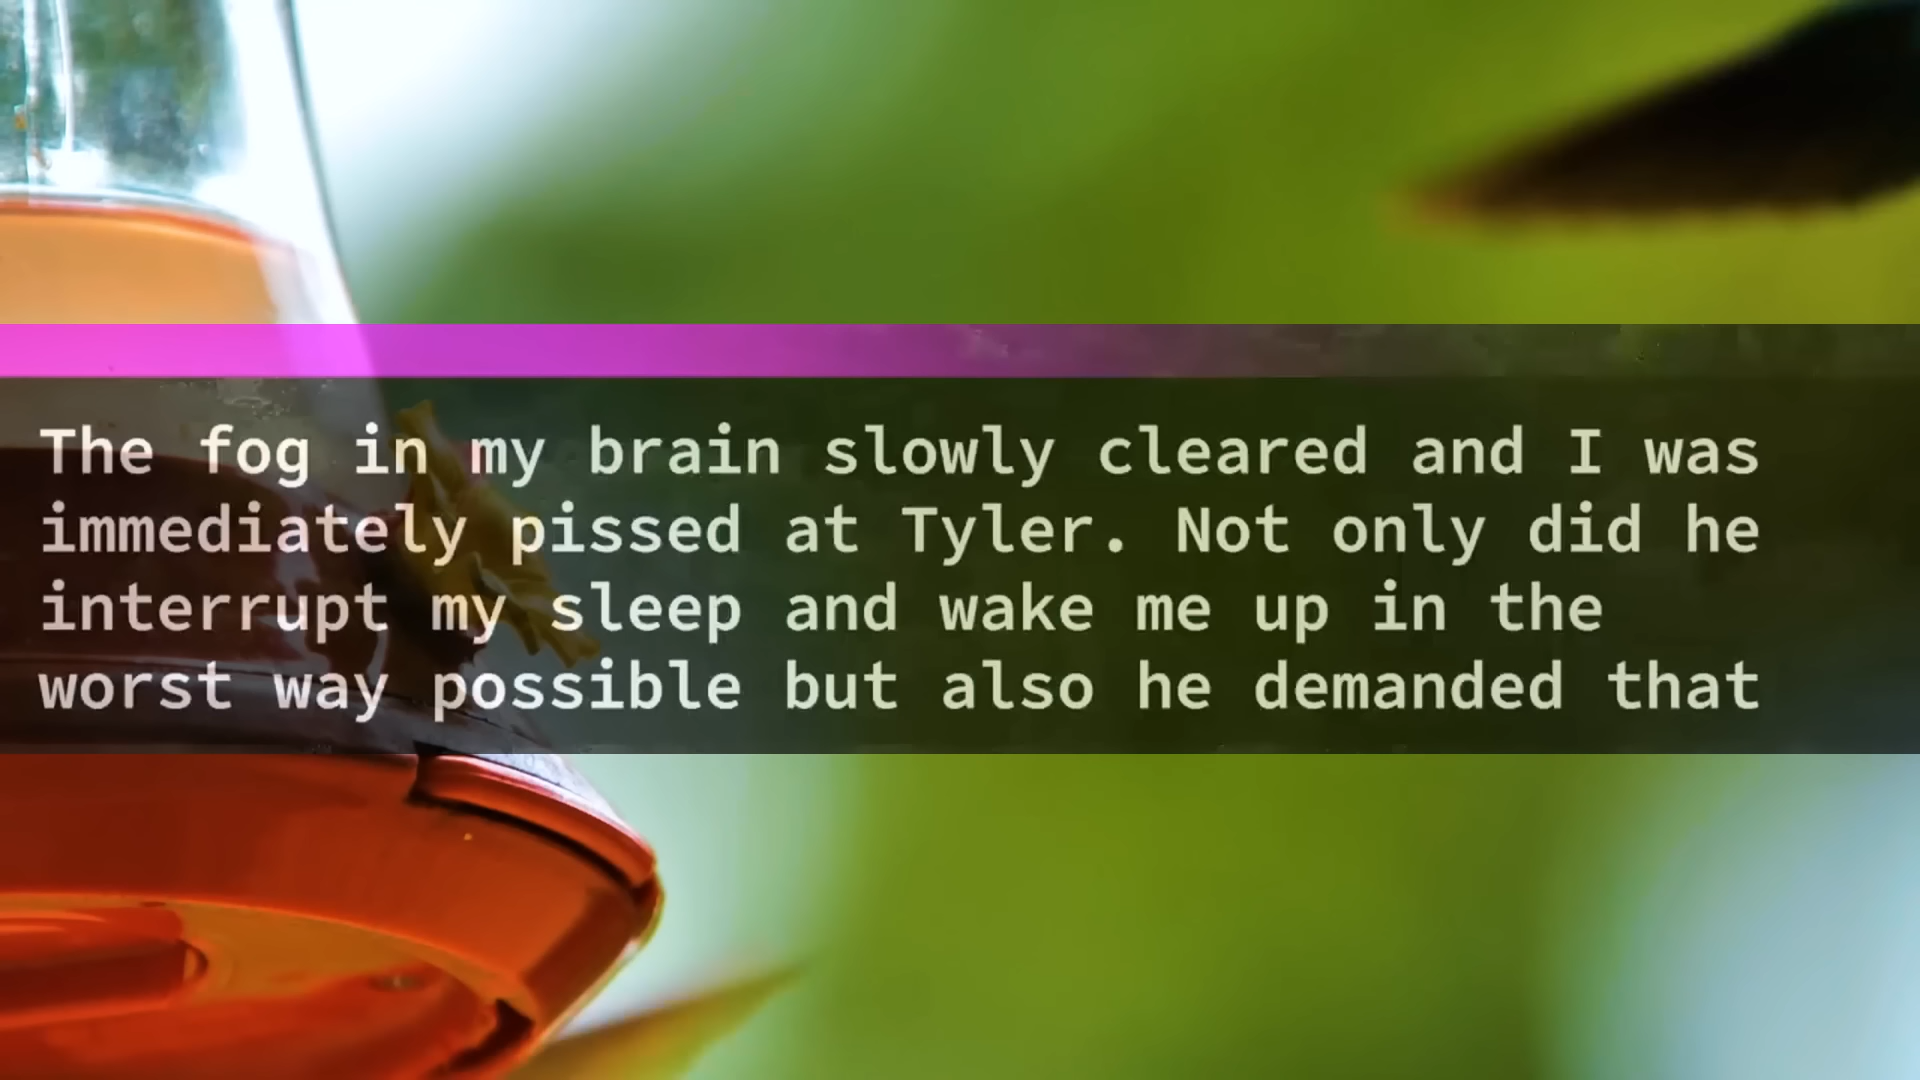 The fog in my brain slowly cleared and I was
immediately pissed at Tyler. Not only did he
interrupt my sleep and wake me up in the
worst way possible but also he demanded that